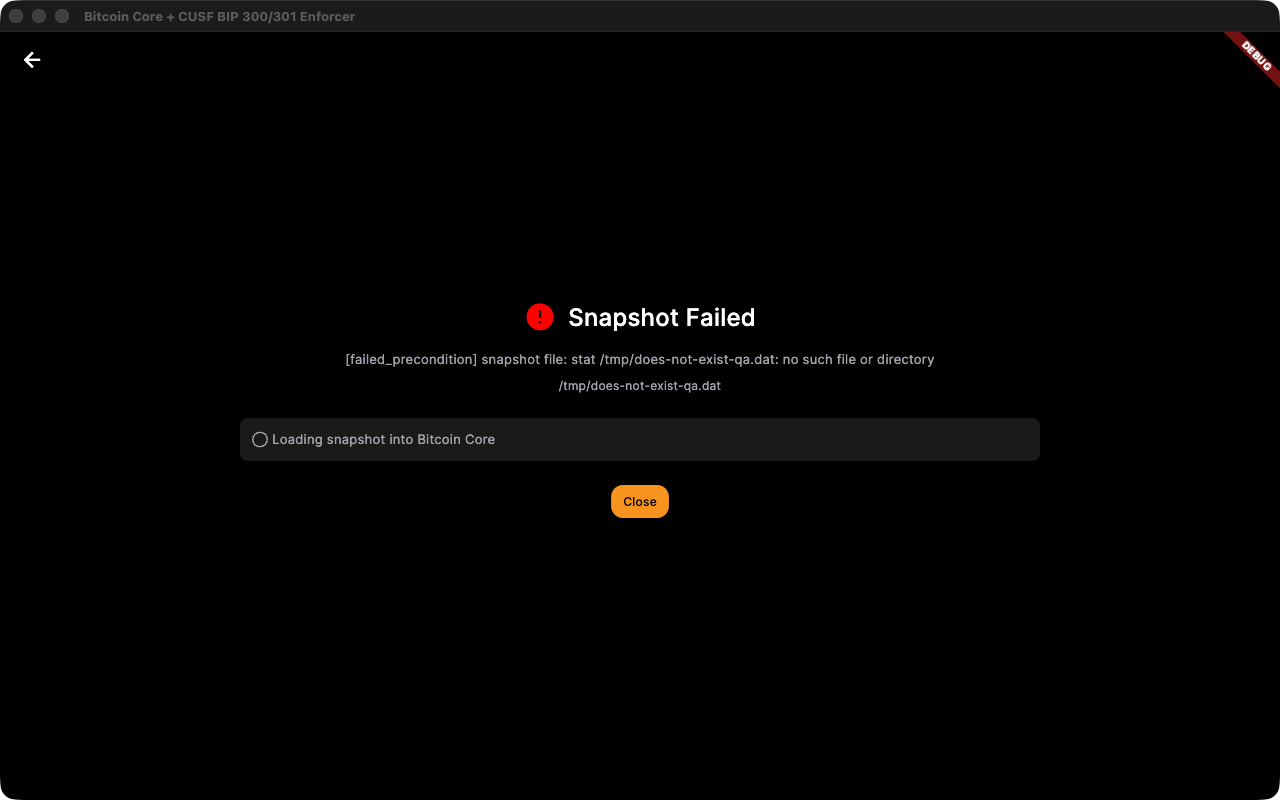 Bitcoin Core + CUSF BIP 300/301 Enforcer
DEBUG
Snapshot Failed
[failed_precondition] snapshot file: stat /tmp/does-not-exist-qa.dat: no such file or directory
/tmp/does-not-exist-qa.dat
Loading snapshot into Bitcoin Core
Close